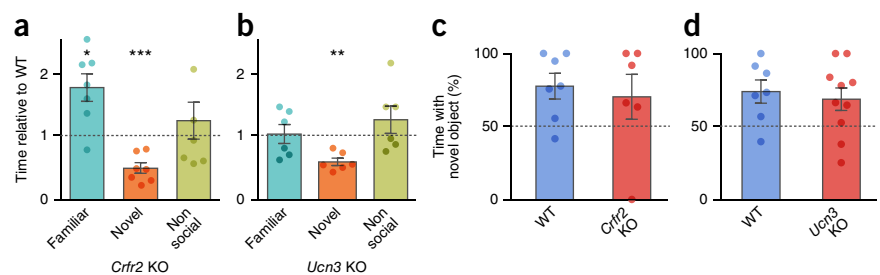 a
b
c
d
Time relative to WT
2
1
0
*
***
Familiar
Novel
Non
social
Crfr2 KO
2
1
0
**
Familiar
Novel
Non
social
Ucn3 KO
Time with
novel object (%)
100
50
0
WT
Crfr2
KO
100
50
0
WT
Ucn3
KO